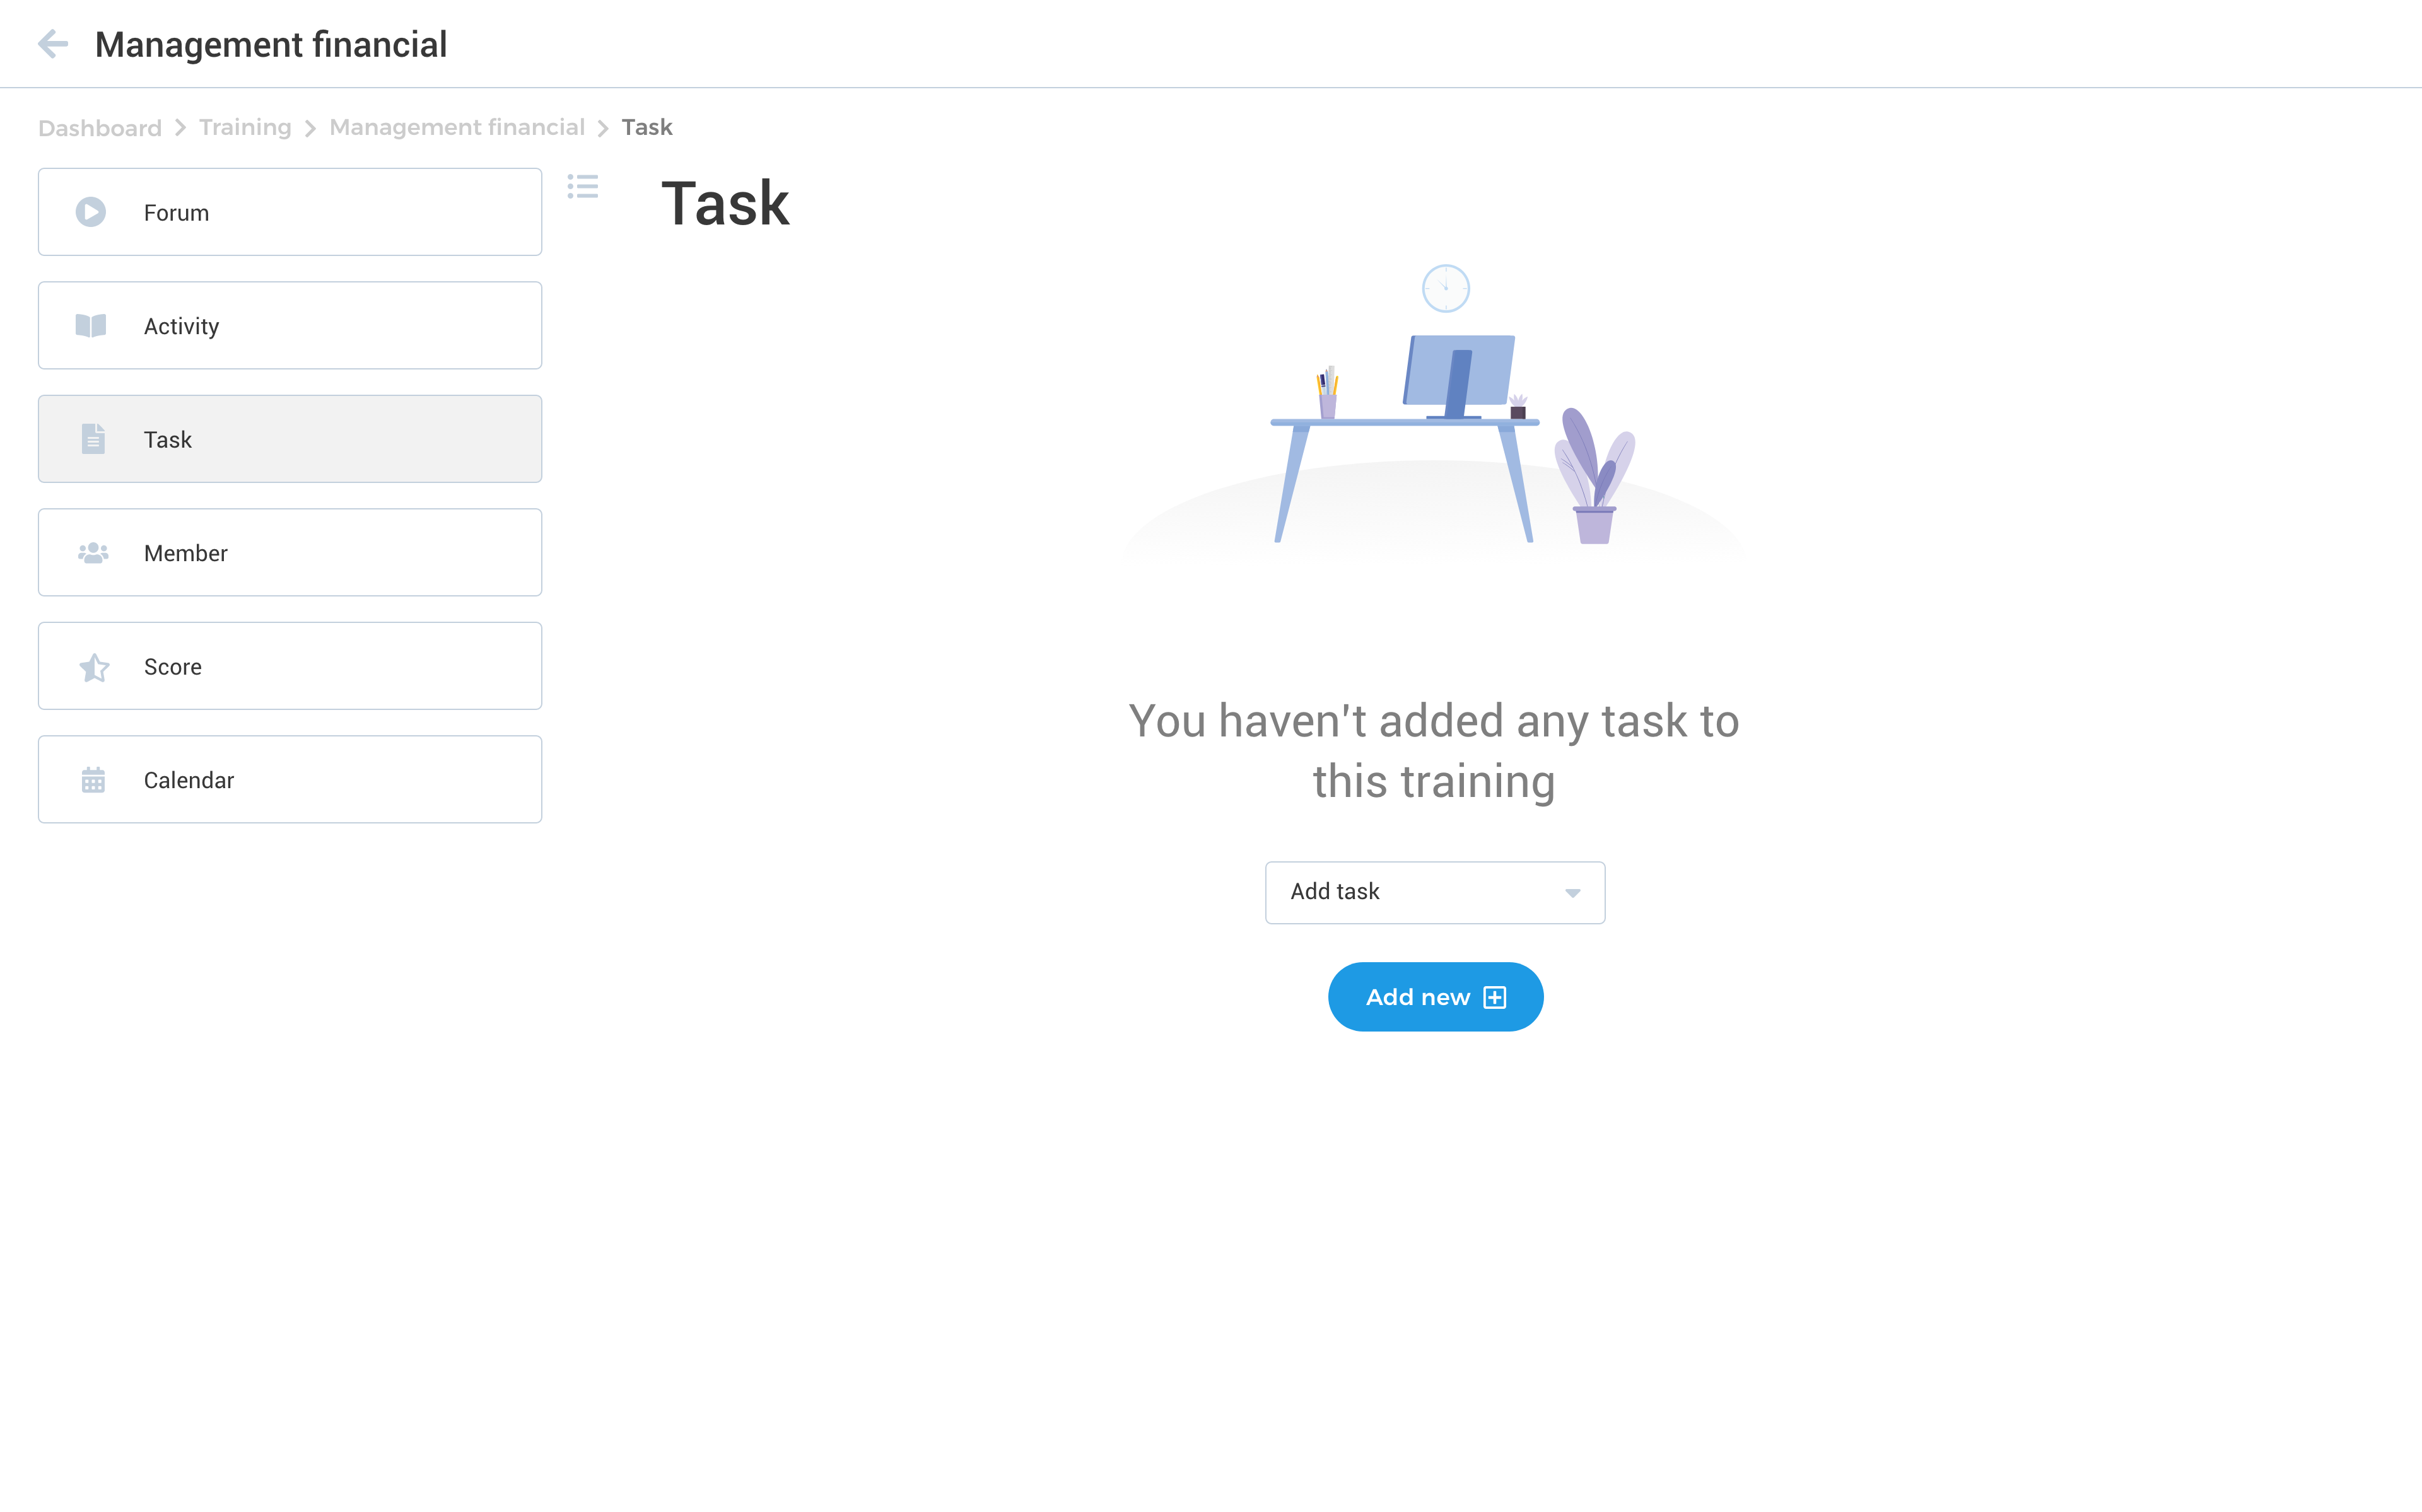 Management financial
Dashboard > Training > Management financial > Task
Forum
Activity
Task
Member
Score
Calendar
Task
You haven't added any task to
this training
Add task
Add new